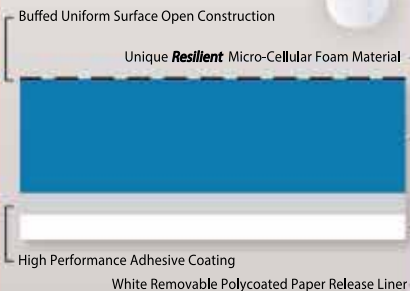 Buffed Uniform Surface Open Construction
Unique Resilient Micro-Cellular Foam Material
High Performance Adhesive Coating
White Removable Polycoated Paper Release Liner